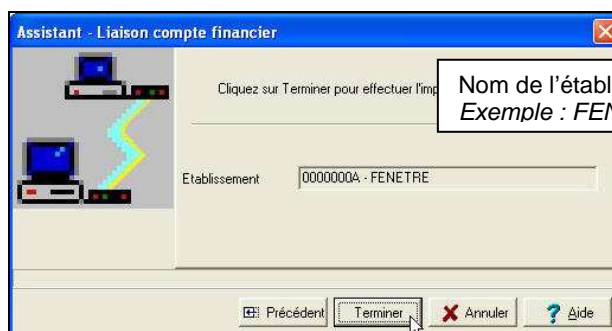 Assistant - Liaison compte financier
Cliquez sur Terminer pour effectuer l'imp
Nom de l'établ
Exemple : FEN
Etablissement 0000000A - FENETRE
Précédent Terminer Annuler ? Aide